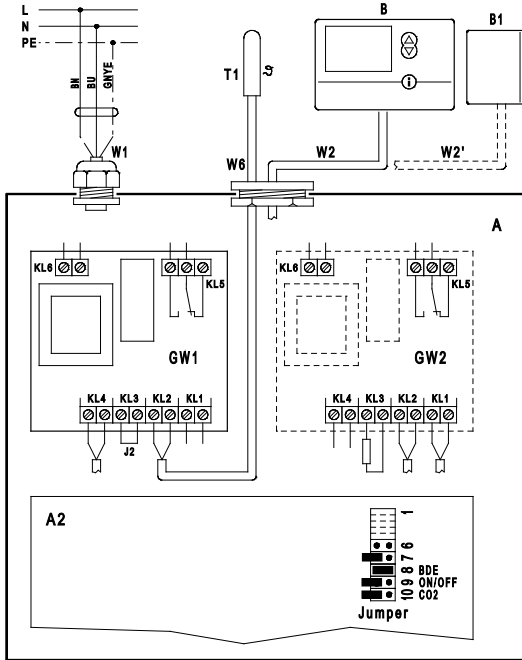 L
N
PE
BN
BU
GNYE
W1
T1
ϑ
B
i
B1
W6
W2
W2'
A
KL6
KL5
GW1
KL4 KL3 KL2 KL1
J2
KL6
KL5
GW2
KL4 KL3 KL2 KL1
A2
1
6
7
8 BDE
9 ON/OFF
10 CO2
Jumper